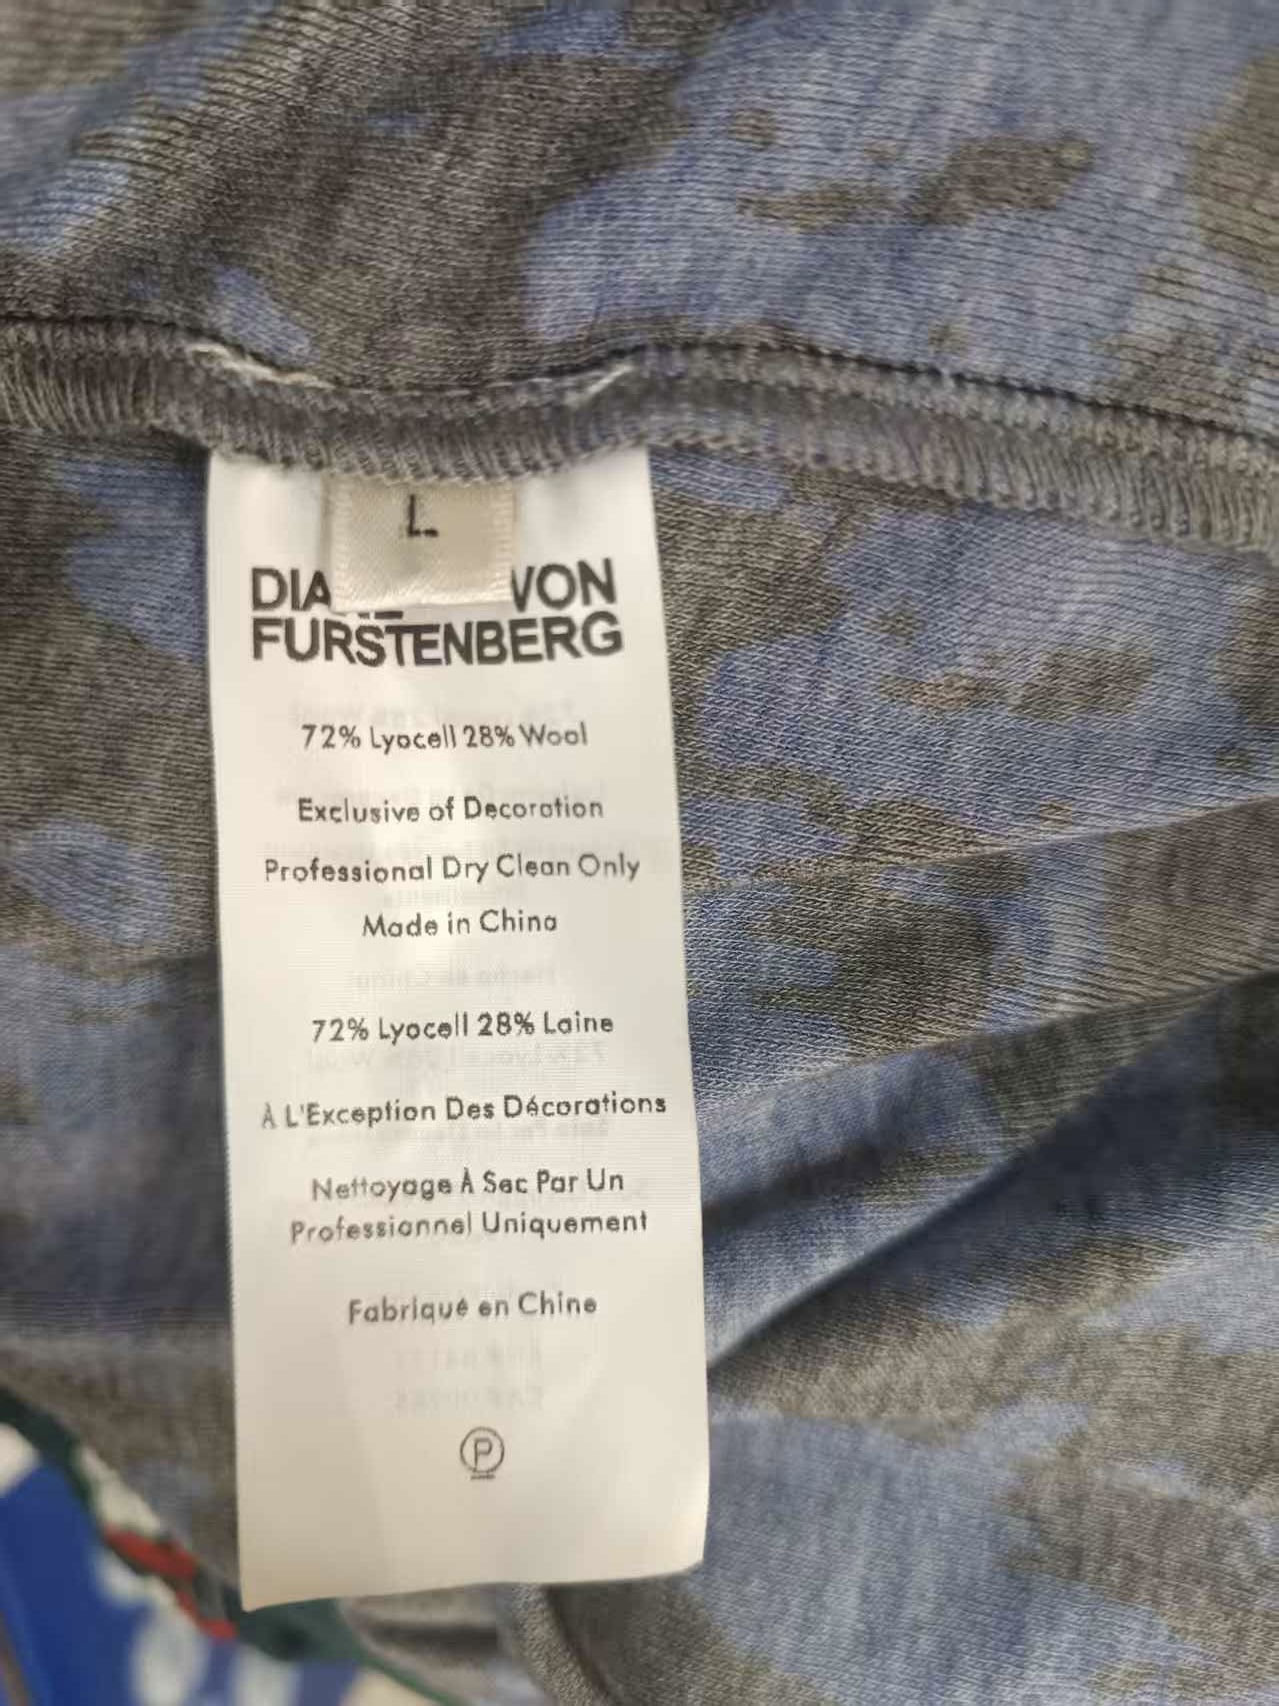 L
DIANE VON
FURSTENBERG
72% Lyocell 28% Wool
Exclusive of Decoration
Professional Dry Clean Only
Made in China
72% Lyocell 28% Laine
À L'Exception Des Décorations
Nettoyage À Sec Par Un
Professionnel Uniquement
Fabriqué en Chine
P